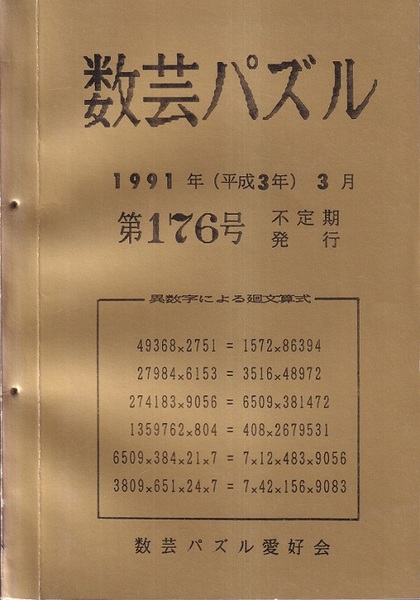 数芸パズル
1991年（平成3年）3月
第176号 不定期発行
異数字による廻文算式
49368×2751 = 1572×86394
27984×6153 = 3516×48972
274183×9056 = 6509×381472
1359762×804 = 408×2679531
6509×384×21×7 = 7×12×483×9056
3809×651×24×7 = 7×42×156×9083
数芸パズル愛好会